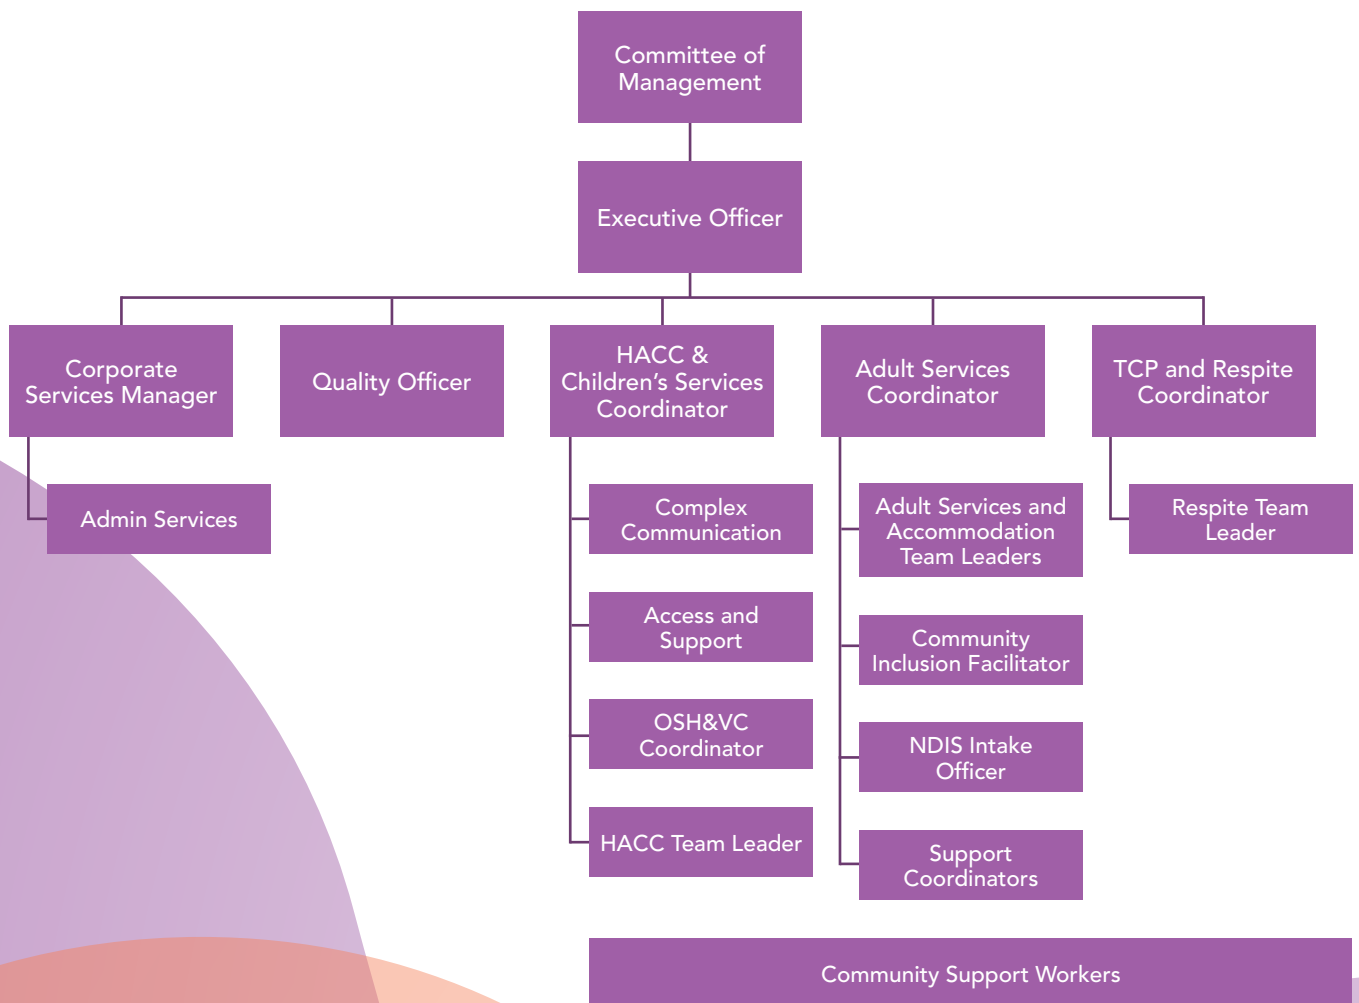 Committee of
Management
Executive Officer
Corporate
Services Manager
Quality Officer
HACC &
Children’s Services
Coordinator
Adult Services
Coordinator
TCP and Respite
Coordinator
Admin Services
Complex
Communication
Access and
Support
OSH&VC
Coordinator
HACC Team Leader
Adult Services and
Accommodation
Team Leaders
Community
Inclusion Facilitator
NDIS Intake
Officer
Support
Coordinators
Respite Team
Leader
Community Support Workers